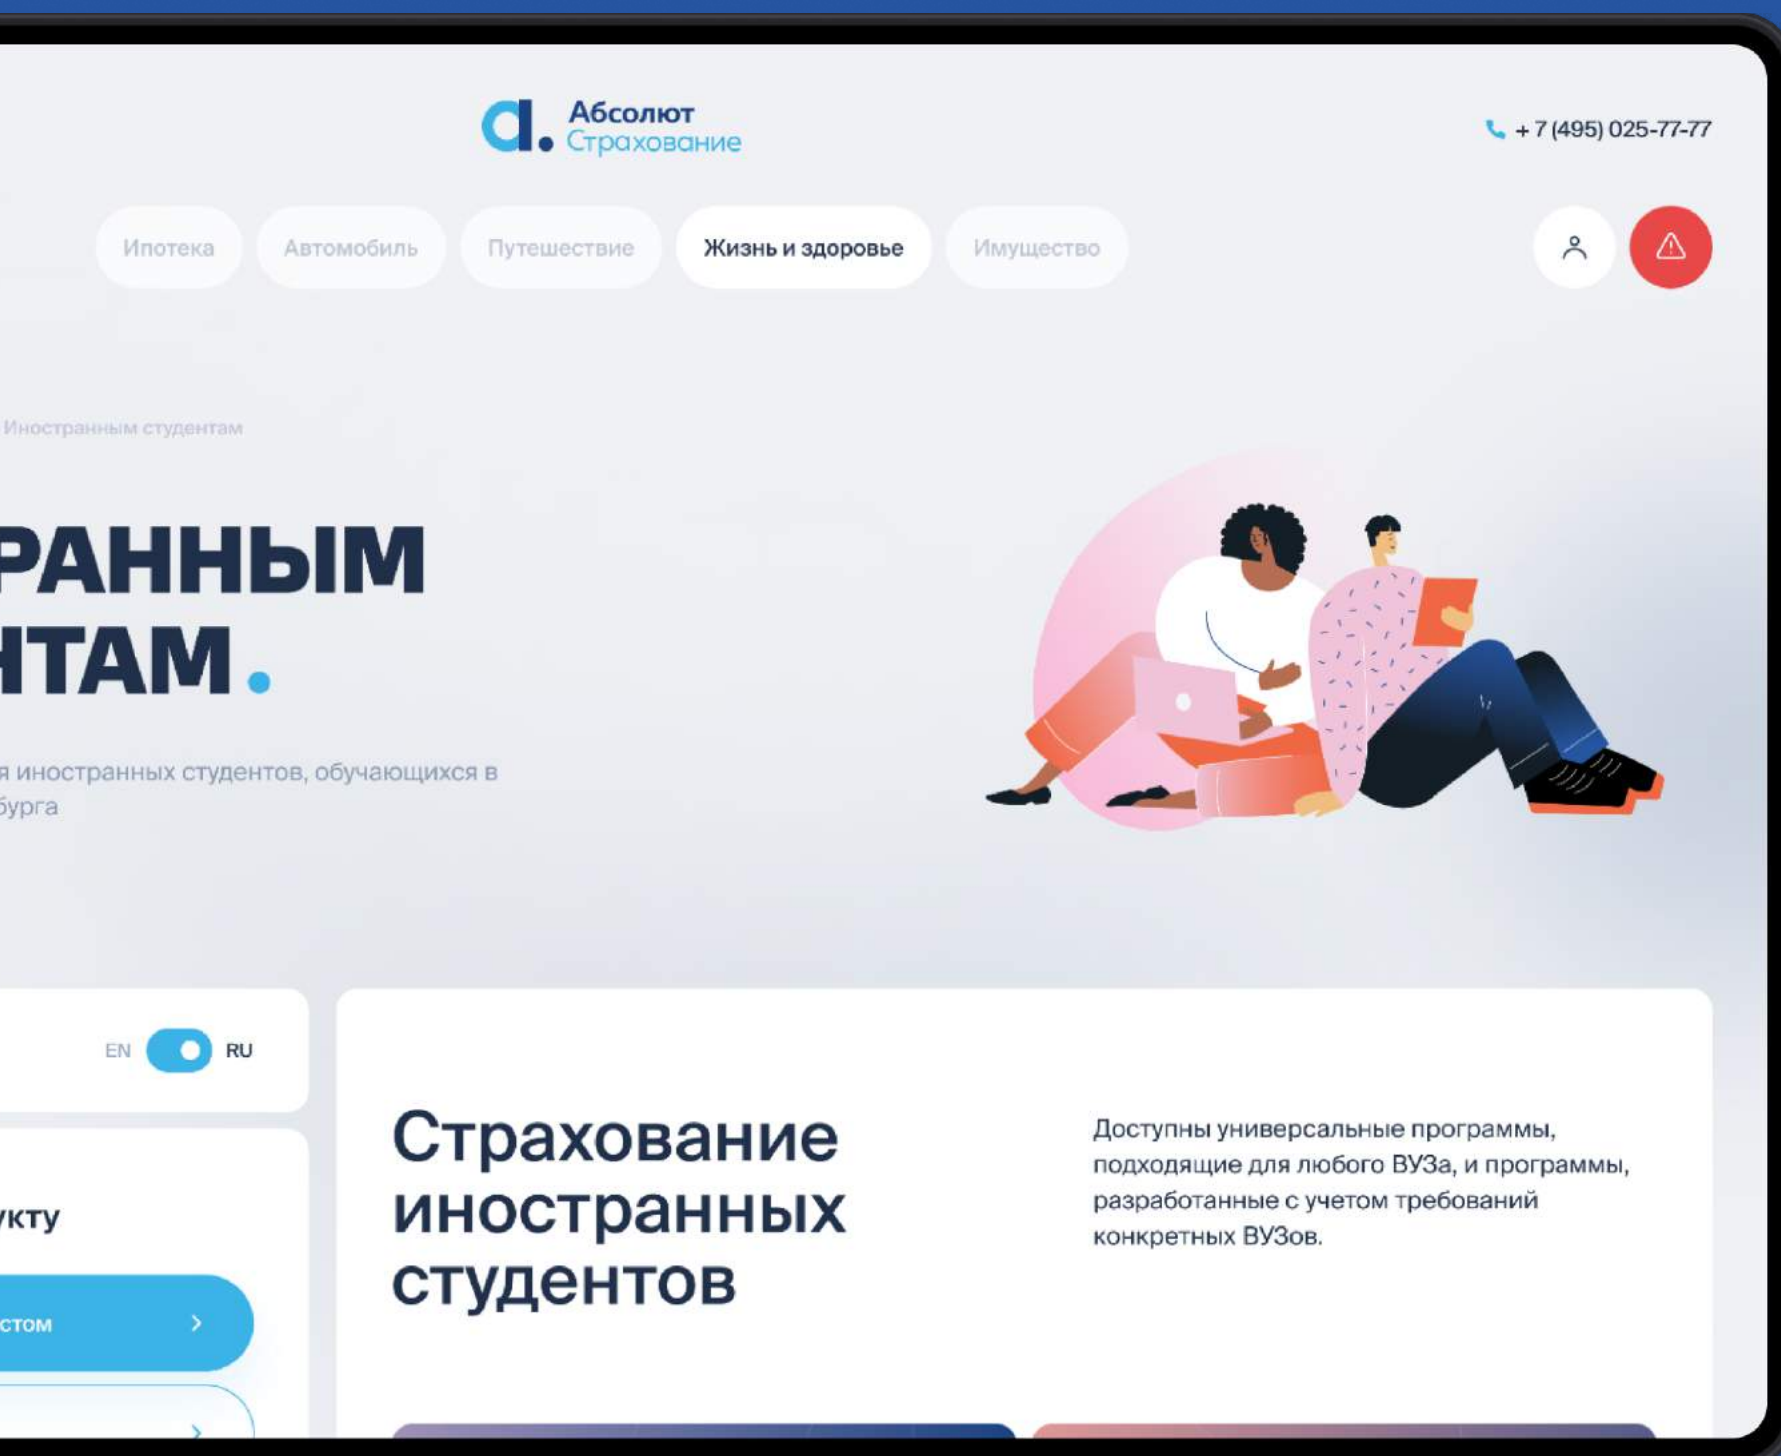 Абсолют
Страхование
+ 7 (495) 025-77-77
Ипотека
Автомобиль
Путешествие
Жизнь и здоровье
Имущество
Иностранным студентам
РАННЫМ
НТАМ.
я иностранных студентов, обучающихся в
бурга
EN
RU
укту
стом
Страхование
иностранных
студентов
Доступны универсальные программы,
подходящие для любого ВУЗа, и программы,
разработанные с учетом требований
конкретных ВУЗов.